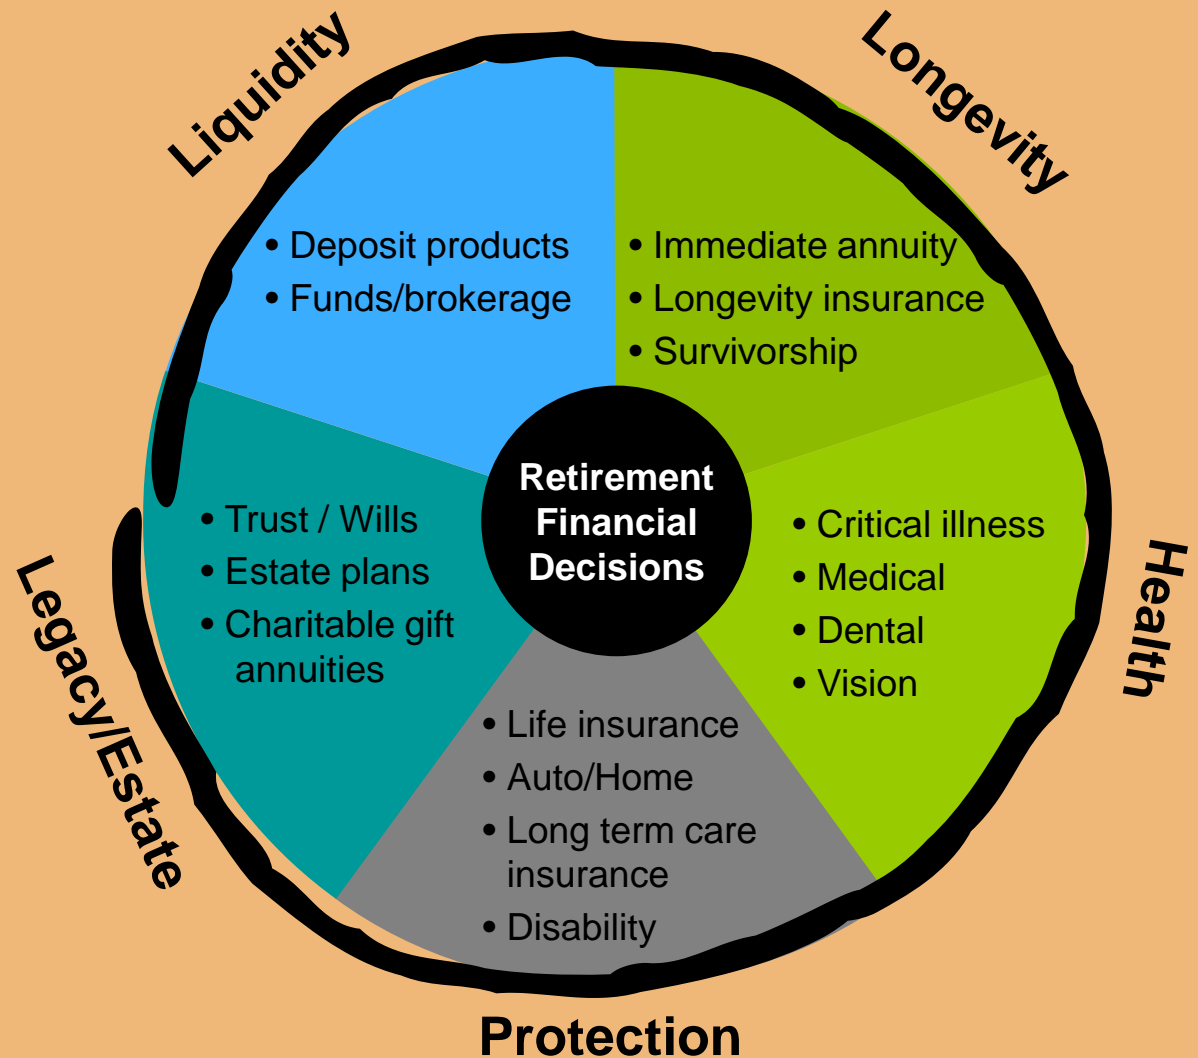 Liquidity
Longevity
• Deposit products
• Funds/brokerage
• Immediate annuity
• Longevity insurance
• Survivorship
Retirement
Financial
Decisions
• Trust / Wills
• Estate plans
• Charitable gift
annuities
• Critical illness
• Medical
• Dental
• Vision
Health
Legacy/Estate
• Life insurance
• Auto/Home
• Long term care
insurance
• Disability
Protection